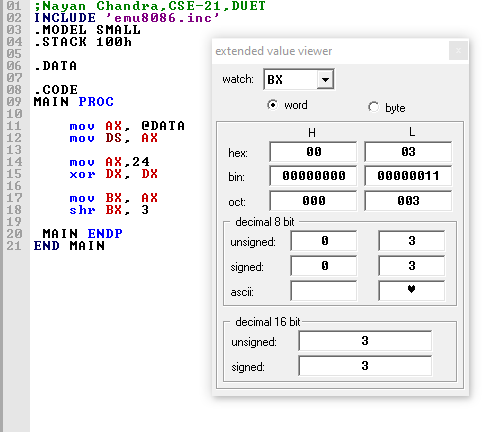 01 ;Nayan Chandra,CSE-21,DUET
02 INCLUDE 'emu8086.inc'
03 .MODEL SMALL
04 .STACK 100h
05
06 .DATA
07
08 .CODE
09 MAIN PROC
10
11 mov AX, @DATA
12 mov DS, AX
13
14 mov AX,24
15 xor DX, DX
16
17 mov BX, AX
18 shr BX, 3
19
20 MAIN ENDP
21 END MAIN
extended value viewer
watch: BX
word byte
H L
hex: 00 03
bin: 00000000 00000011
oct: 000 003
decimal 8 bit
unsigned: 0 3
signed: 0 3
ascii: ♥
decimal 16 bit
unsigned: 3
signed: 3